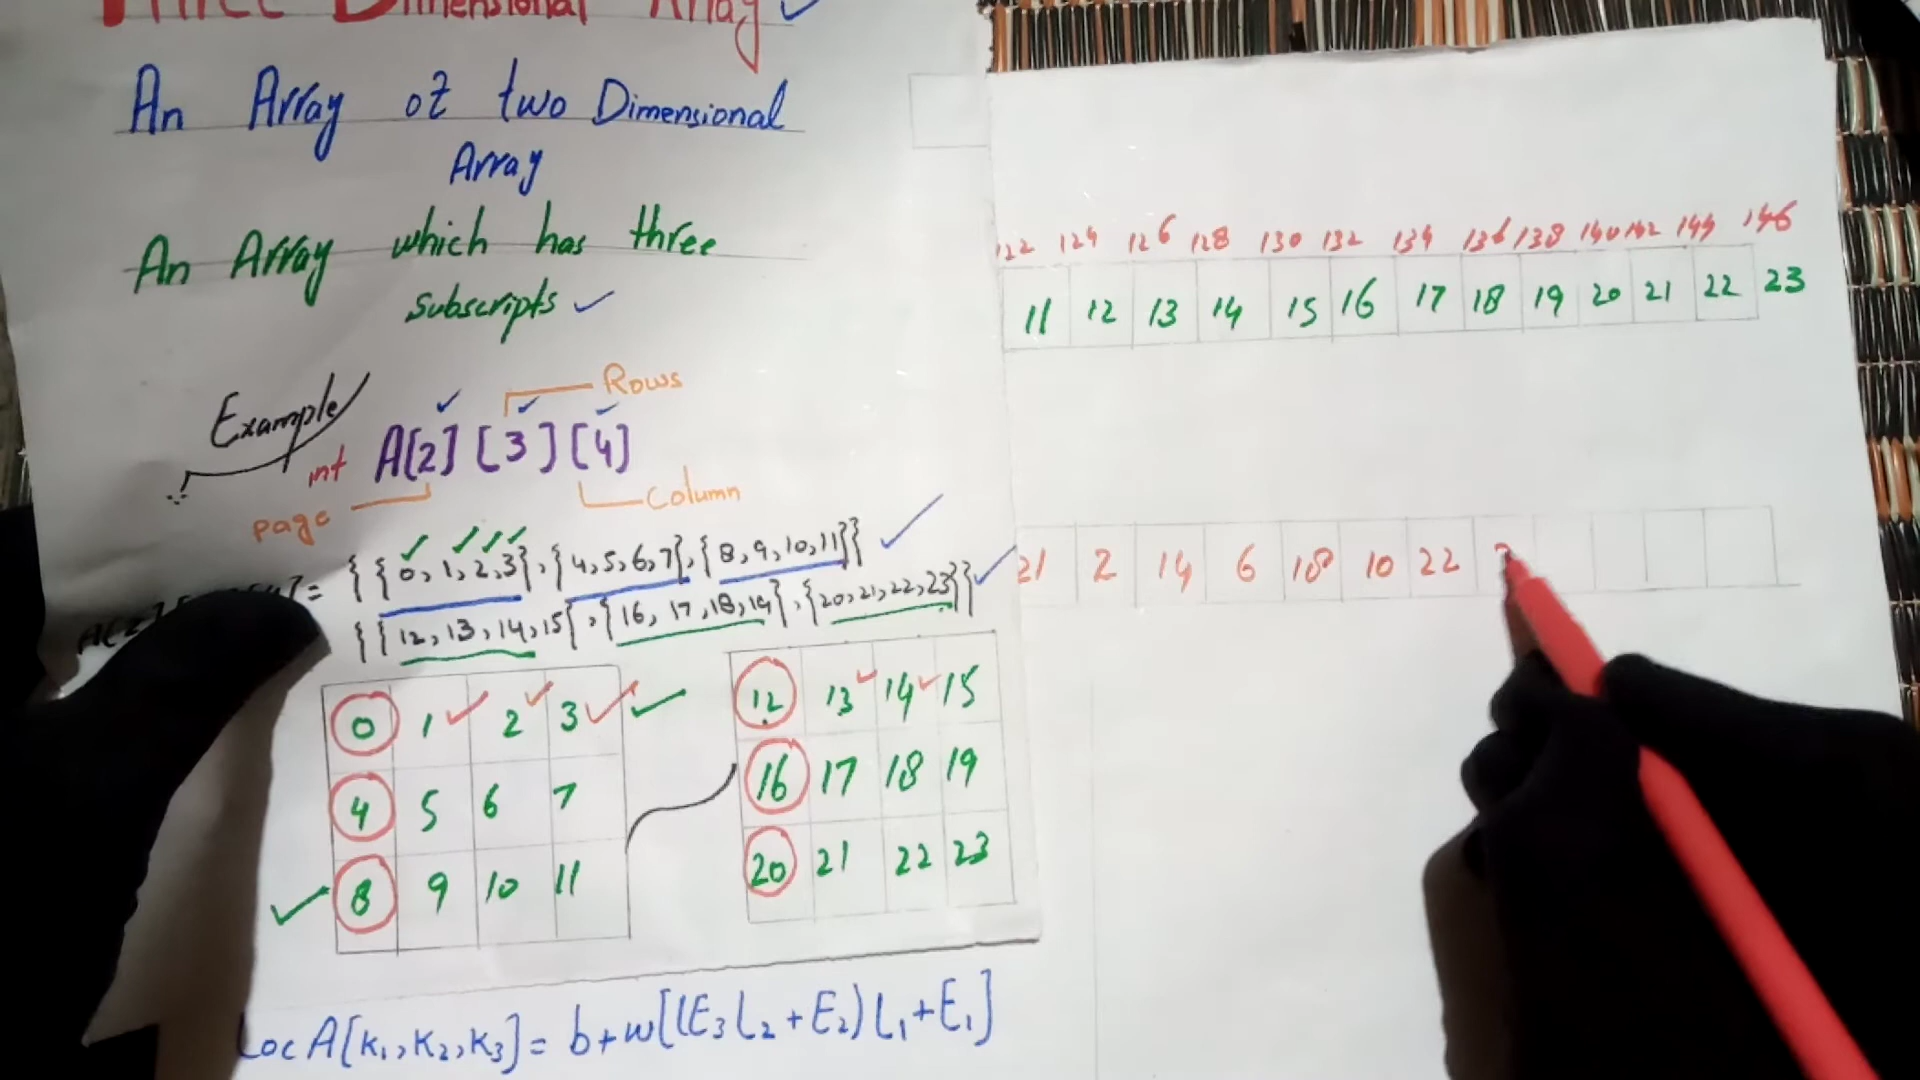 Three Dimensional Array
An Array of two Dimensional
Array
An Array which has three
subscripts
Example
Rows
int A[2] [3] [4]
page
Column
= { { 0, 1, 2, 3}, {4, 5, 6, 7}, { 8, 9, 10, 11}}
{ { 12, 13, 14, 15{, { 16, 17, 18, 19}, {20, 21, 22, 23}}
0 1 2 3
4 5 6 7
8 9 10 11
12 13 14 15
16 17 18 19
20 21 22 23
Loc A[K1, K2, K3] = b+w[(E3 L2 + E2) L1 + E1]
122 124 126 128 130 132 134 136 138 140 142 144 146
11 12 13 14 15 16 17 18 19 20 21 22 23
21 2 14 6 18 10 22